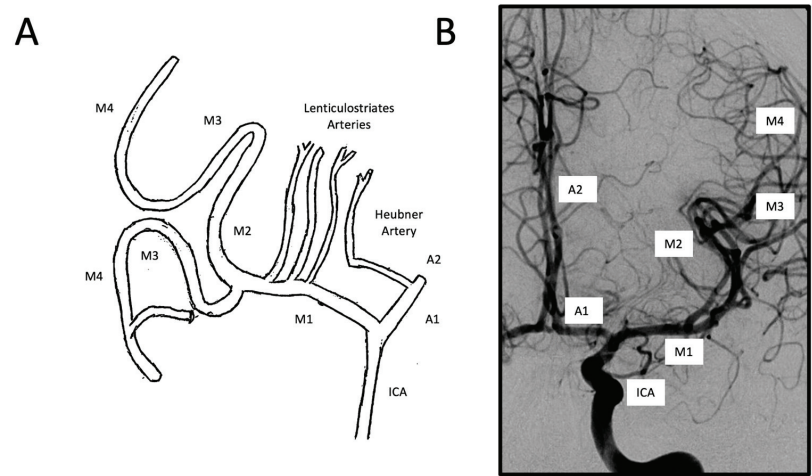 A
M4
M3
Lenticulostriates
Arteries
Heubner
Artery
M2
A2
M3
M4
M1
A1
ICA
B
M4
A2
M3
M2
A1
M1
ICA